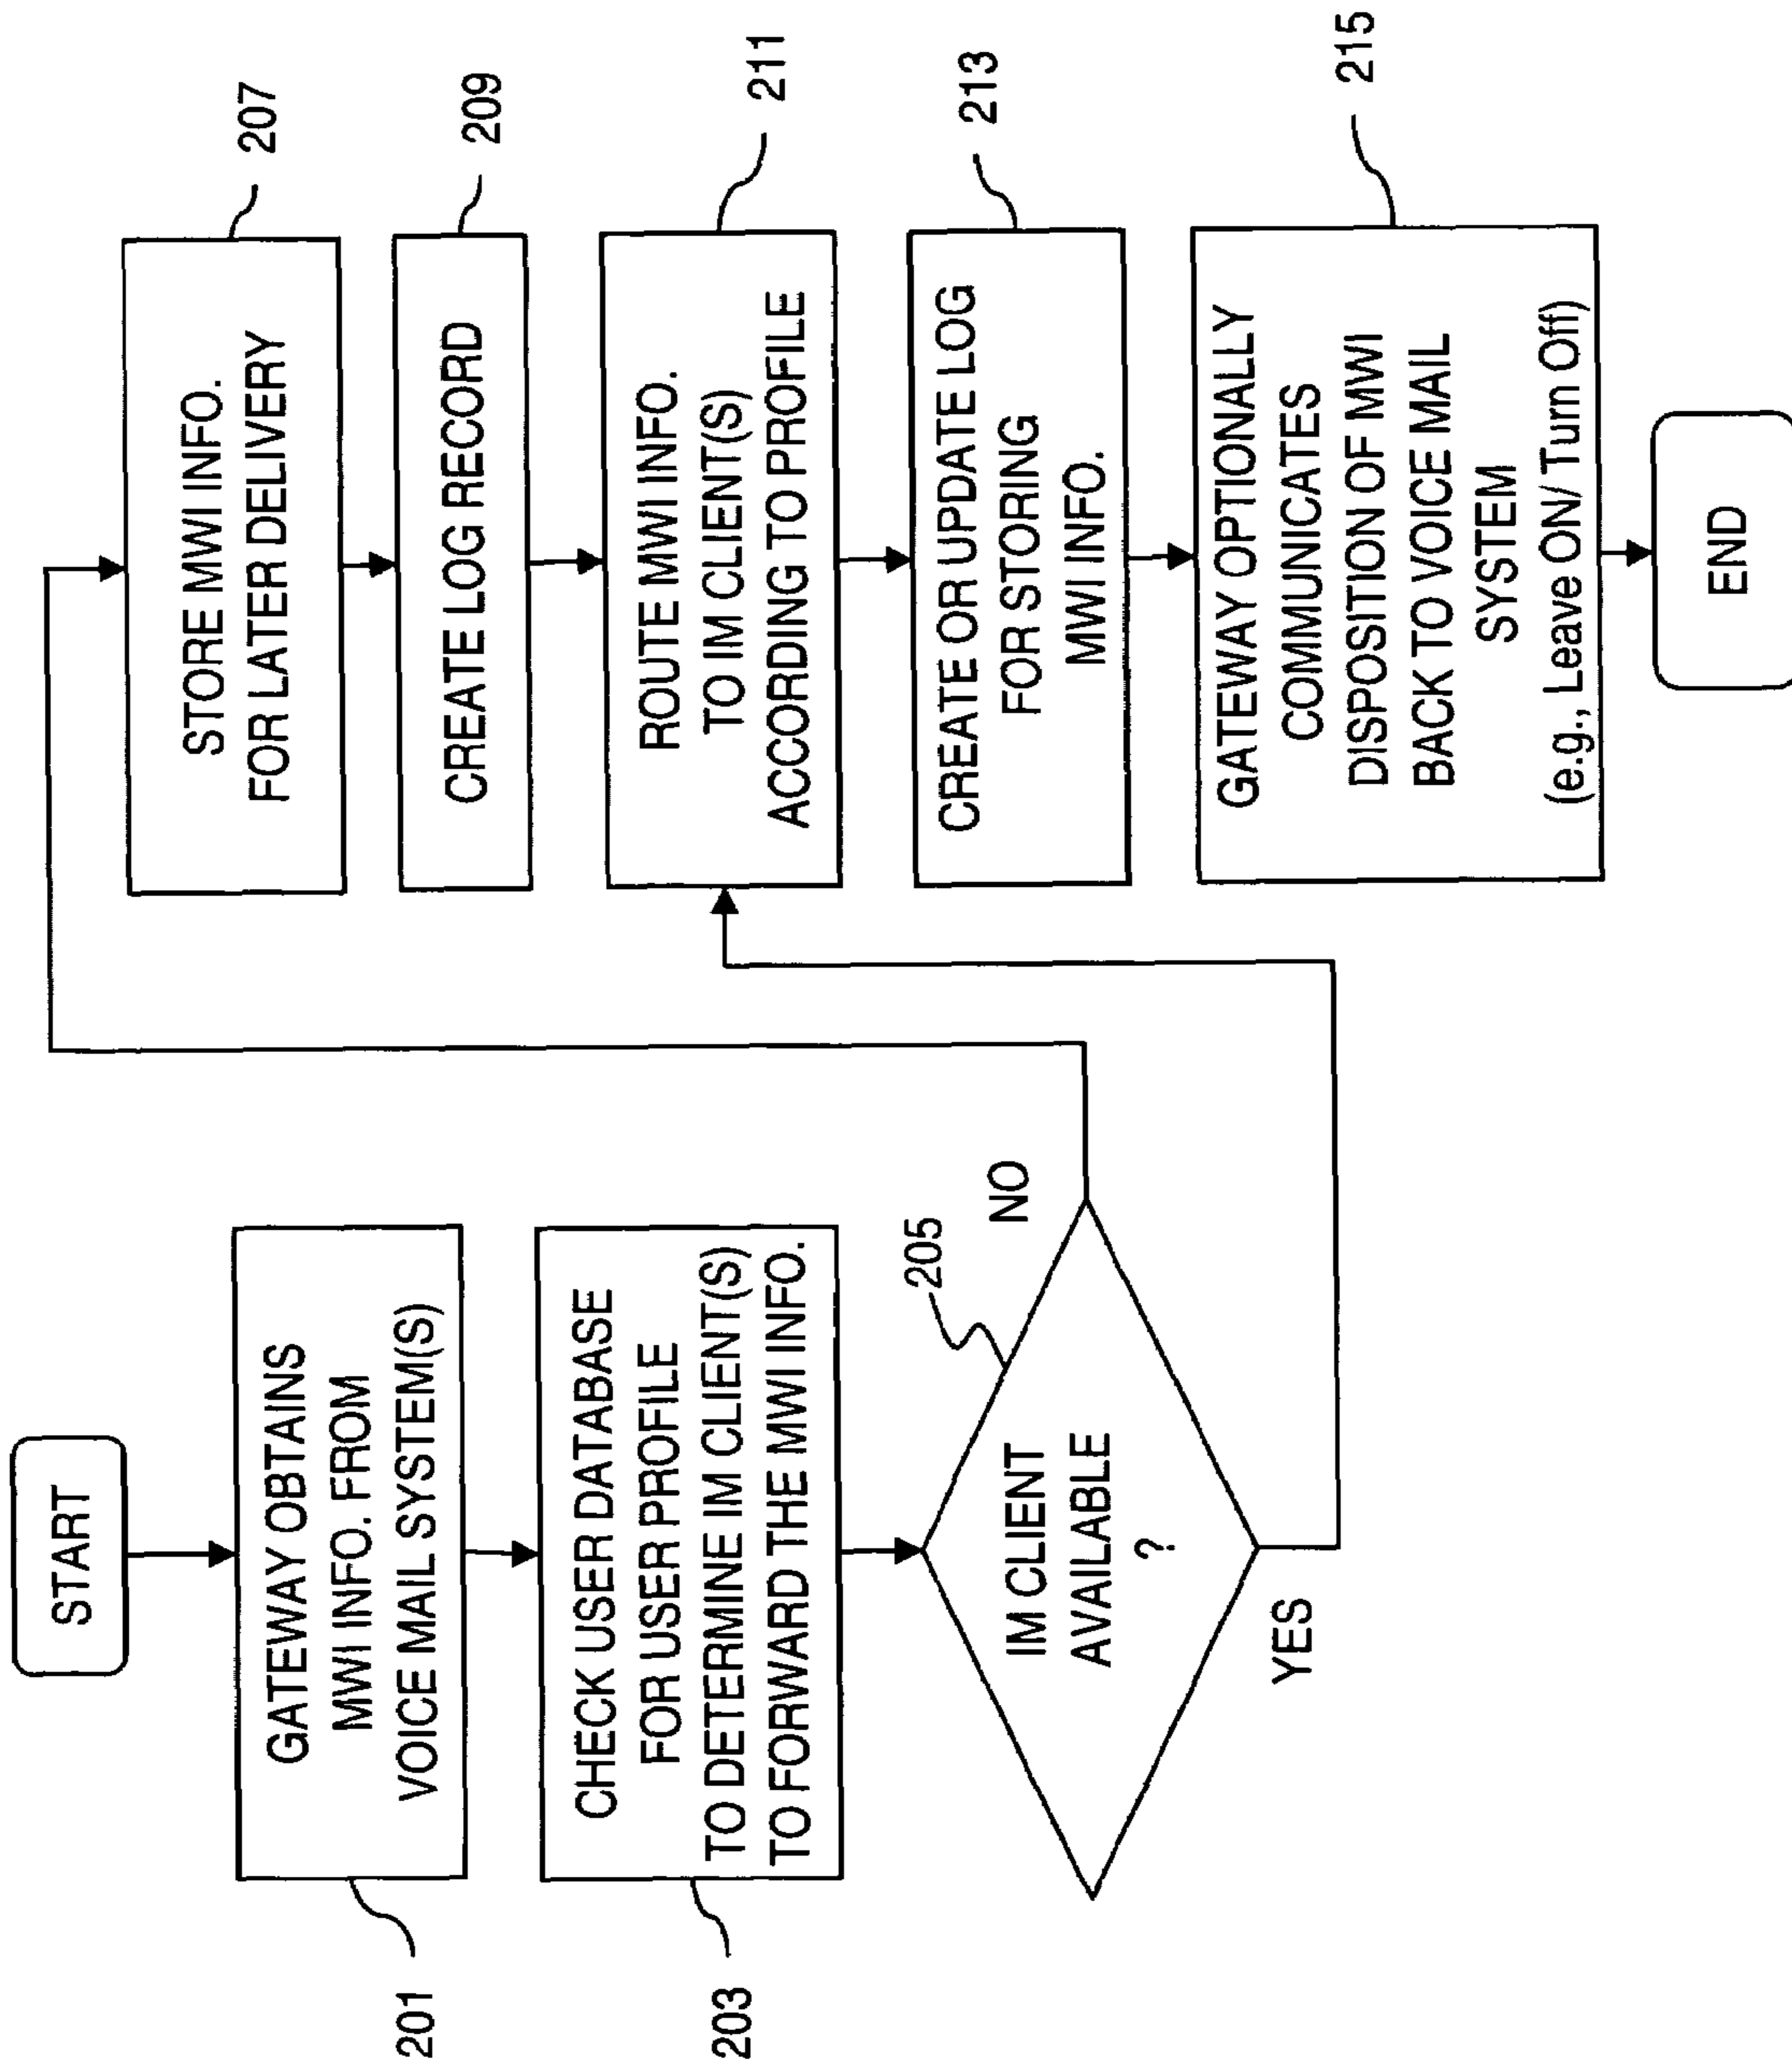 START
GATEWAY OBTAINS
MWI INFO. FROM
VOICE MAIL SYSTEM(S)
201
CHECK USER DATABASE
FOR USER PROFILE
TO DETERMINE IM CLIENT(S)
TO FORWARD THE MWI INFO.
203
205
IM CLIENT
AVAILABLE
?
NO
YES
STORE MWI INFO.
FOR LATER DELIVERY
207
CREATE LOG RECORD
209
ROUTE MWI INFO.
TO IM CLIENT(S)
ACCORDING TO PROFILE
211
CREATE OR UPDATE LOG
FOR STORING
MWI INFO.
213
GATEWAY OPTIONALLY
COMMUNICATES
DISPOSITION OF MWI
BACK TO VOICE MAIL
SYSTEM
(e.g., Leave ON/ Turn Off)
215
END